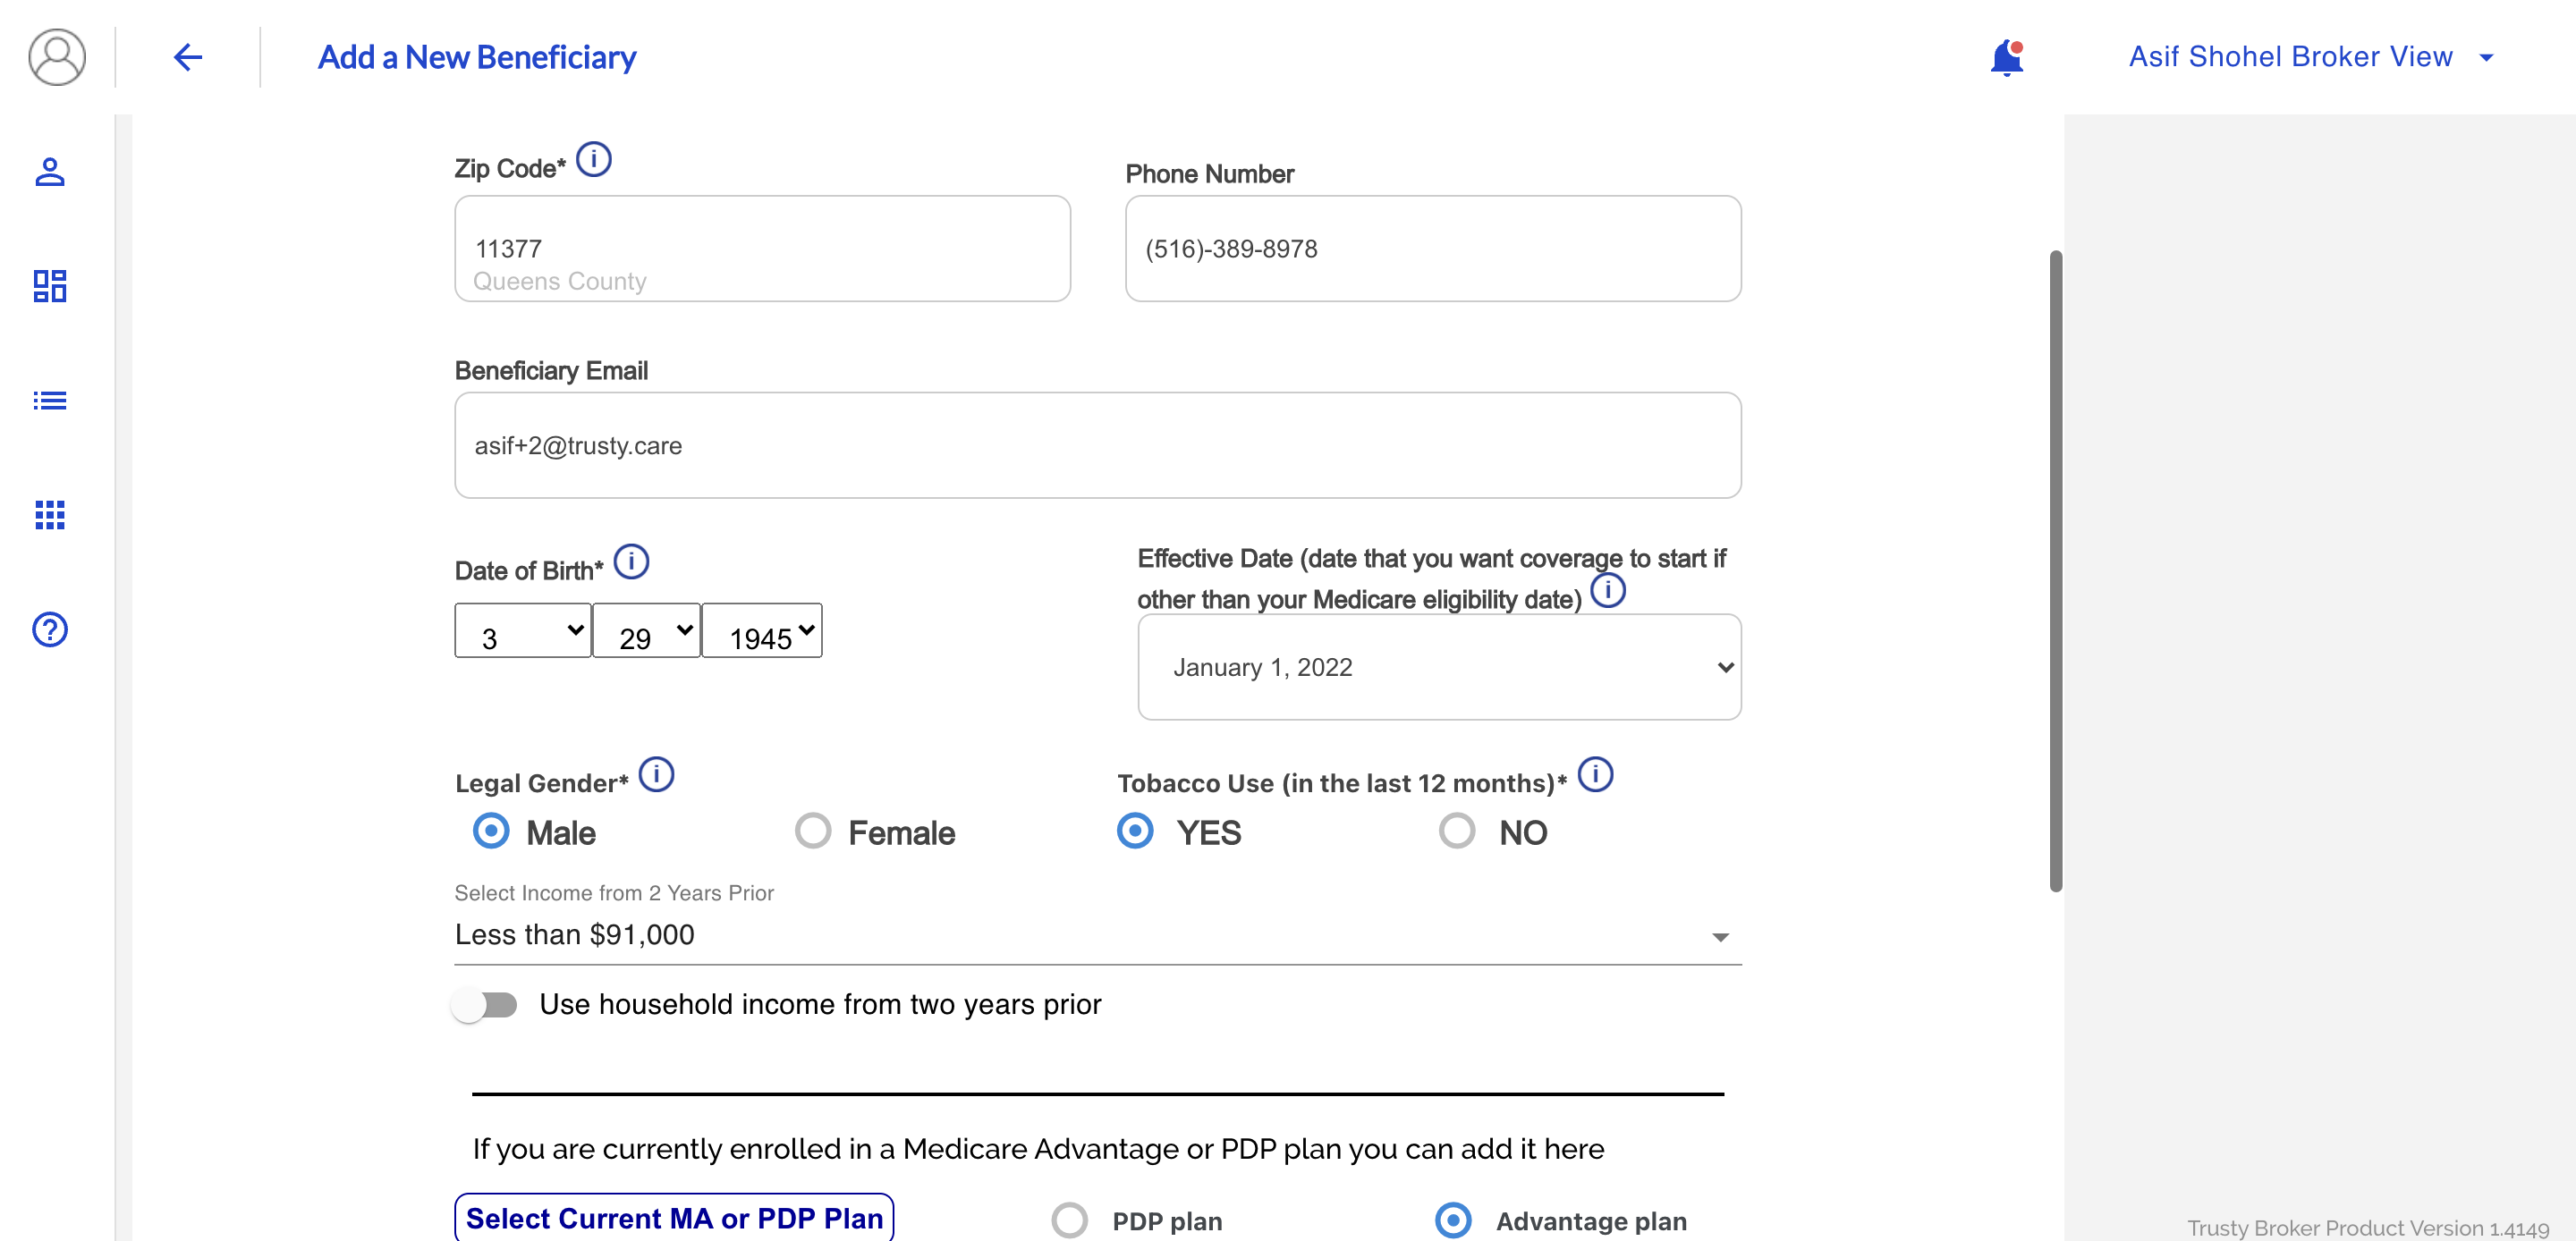 Add a New Beneficiary
Asif Shohel Broker View
Zip Code*
Phone Number
11377
Queens County
(516)-389-8978
Beneficiary Email
asif+2@trusty.care
Date of Birth*
Effective Date (date that you want coverage to start if
other than your Medicare eligibility date)
3
29
1945
January 1, 2022
Legal Gender*
Tobacco Use (in the last 12 months)*
Male
Female
YES
NO
Select Income from 2 Years Prior
Less than $91,000
Use household income from two years prior
If you are currently enrolled in a Medicare Advantage or PDP plan you can add it here
Select Current MA or PDP Plan
PDP plan
Advantage plan
Trusty Broker Product Version 1.4149